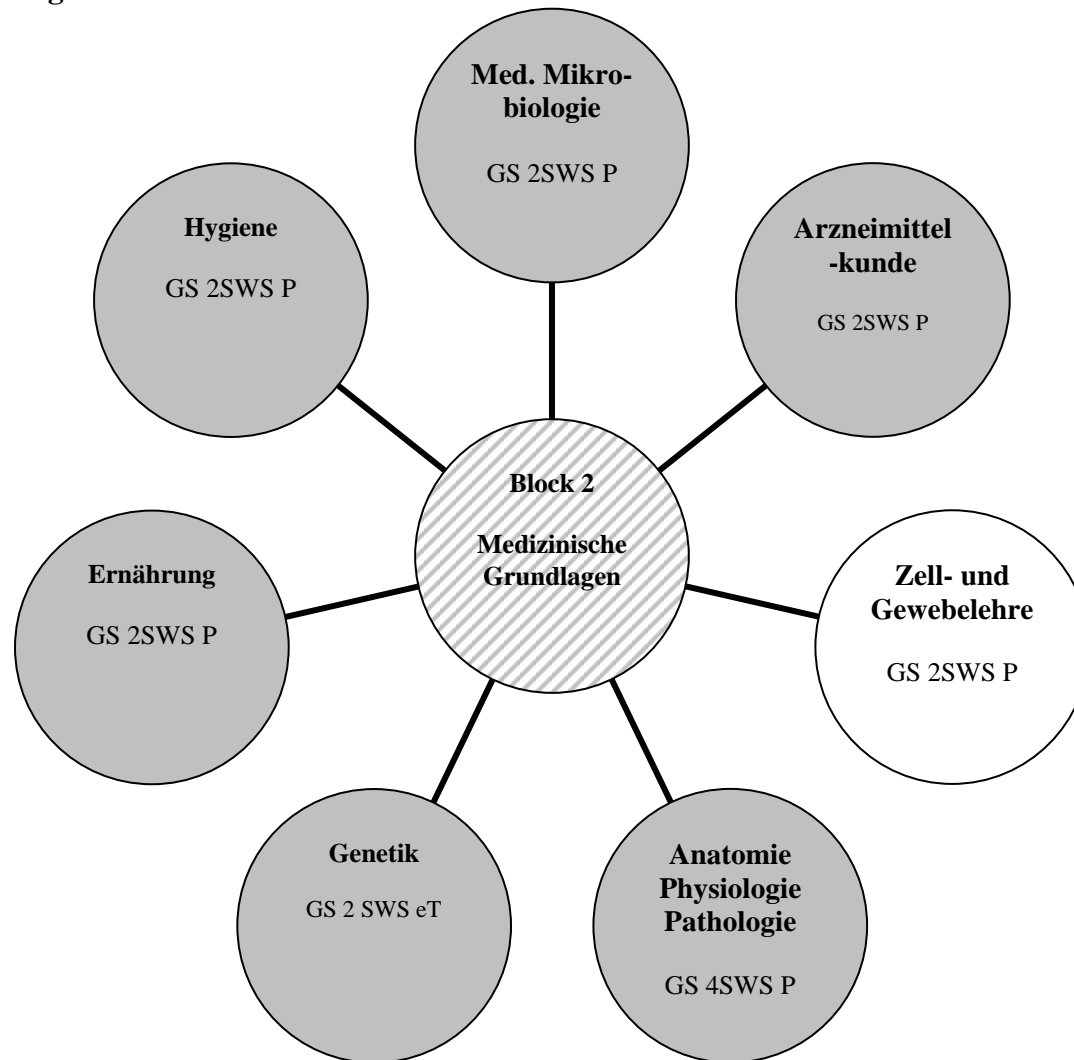 Med. Mikro-
biologie
GS 2SWS P
Hygiene
GS 2SWS P
Arzneimittel
-kunde
GS 2SWS P
Block 2
Medizinische
Grundlagen
Ernährung
GS 2SWS P
Zell- und
Gewebelehre
GS 2SWS P
Genetik
GS 2 SWS eT
Anatomie
Physiologie
Pathologie
GS 4SWS P